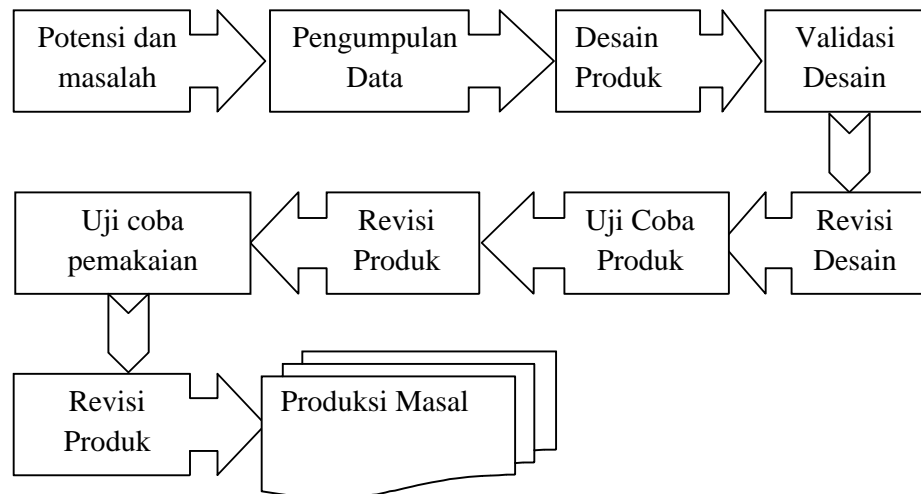 Potensi dan
masalah
Pengumpulan
Data
Desain
Produk
Validasi
Desain
Revisi
Desain
Uji Coba
Produk
Revisi
Produk
Uji coba
pemakaian
Revisi
Produk
Produksi Masal